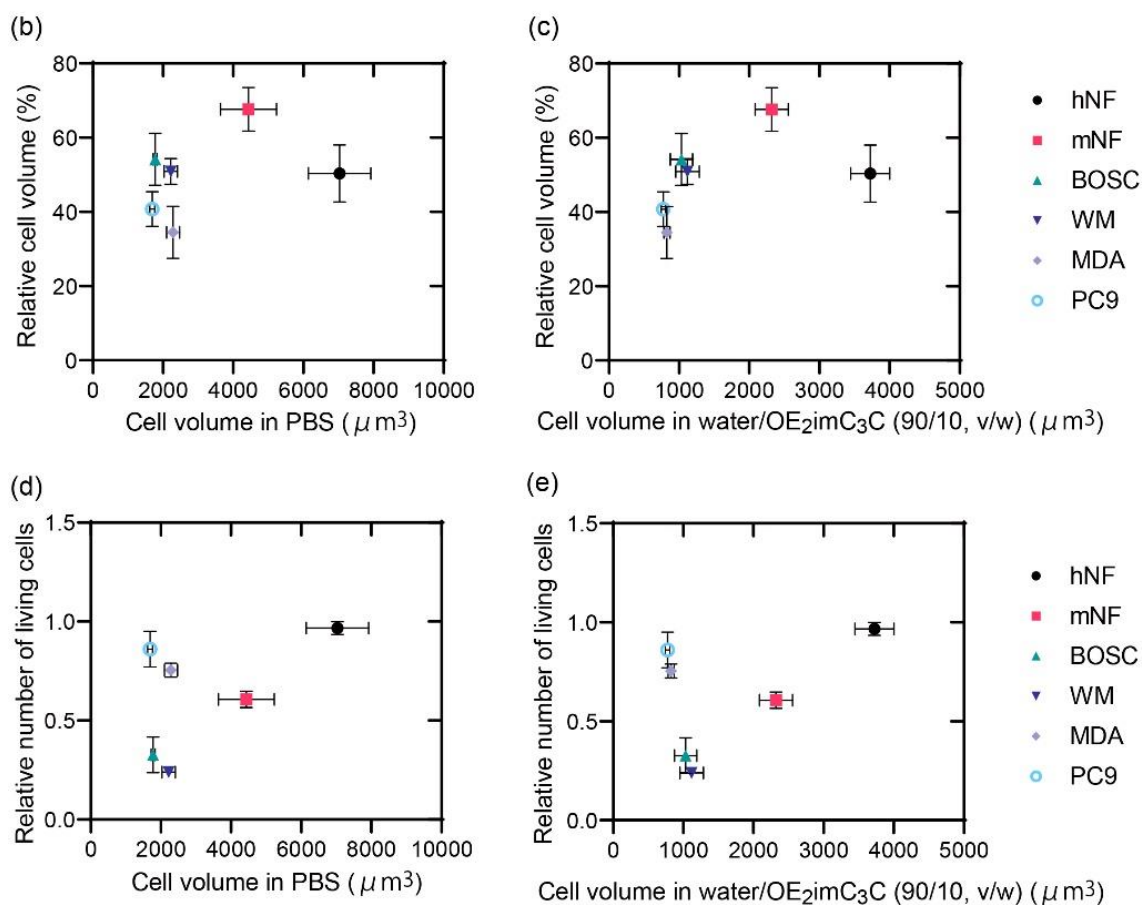 (b)
80
60
40
20
0
Relative cell volume (%)
0 2000 4000 6000 8000 10000
Cell volume in PBS (μm³)
(c)
80
60
40
20
0
Relative cell volume (%)
0 1000 2000 3000 4000 5000
Cell volume in water/OE₂imC₃C (90/10, v/w) (μm³)
hNF
mNF
BOSC
WM
MDA
PC9
(d)
1.5
1.0
0.5
0.0
Relative number of living cells
0 2000 4000 6000 8000 10000
Cell volume in PBS (μm³)
(e)
1.5
1.0
0.5
0.0
Relative number of living cells
0 1000 2000 3000 4000 5000
Cell volume in water/OE₂imC₃C (90/10, v/w) (μm³)
hNF
mNF
BOSC
WM
MDA
PC9